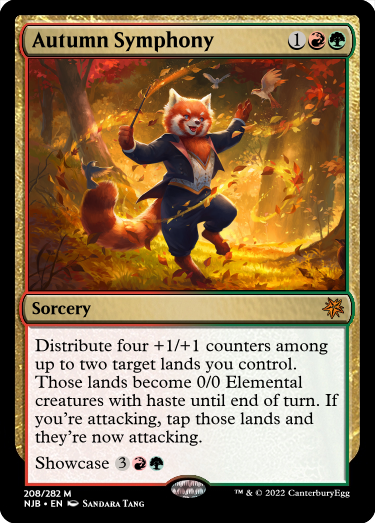 Autumn Symphony 1
Sorcery
Distribute four +1/+1 counters among
up to two target lands you control.
Those lands become 0/0 Elemental
creatures with haste until end of turn. If
you're attacking, tap those lands and
they're now attacking.
Showcase 3
208/282 M
NJB • EN SANDARA TANG
™ & © 2022 CanterburyEgg